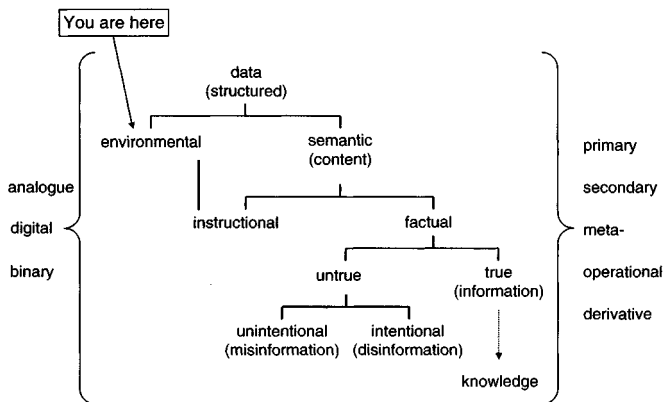 You are here
data
(structured)
environmental
semantic
(content)
primary
analogue
secondary
instructional
factual
digital
meta-
binary
untrue
true
(information)
operational
unintentional
(misinformation)
intentional
(disinformation)
derivative
knowledge